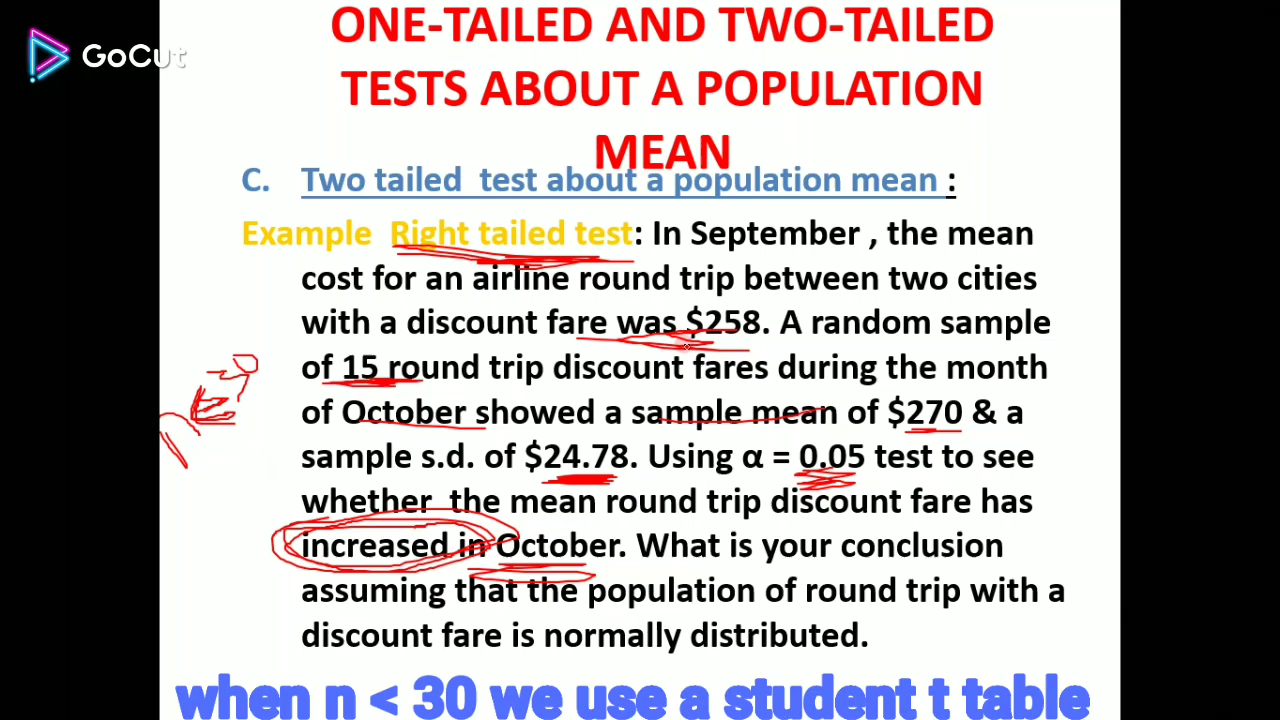 GoCut
ONE-TAILED AND TWO-TAILED
TESTS ABOUT A POPULATION
MEAN
C. Two tailed test about a population mean :
Example Right tailed test: In September , the mean
cost for an airline round trip between two cities
with a discount fare was $258. A random sample
of 15 round trip discount fares during the month
of October showed a sample mean of $270 & a
sample s.d. of $24.78. Using α = 0.05 test to see
whether the mean round trip discount fare has
increased in October. What is your conclusion
assuming that the population of round trip with a
discount fare is normally distributed.
when n < 30 we use a student t table